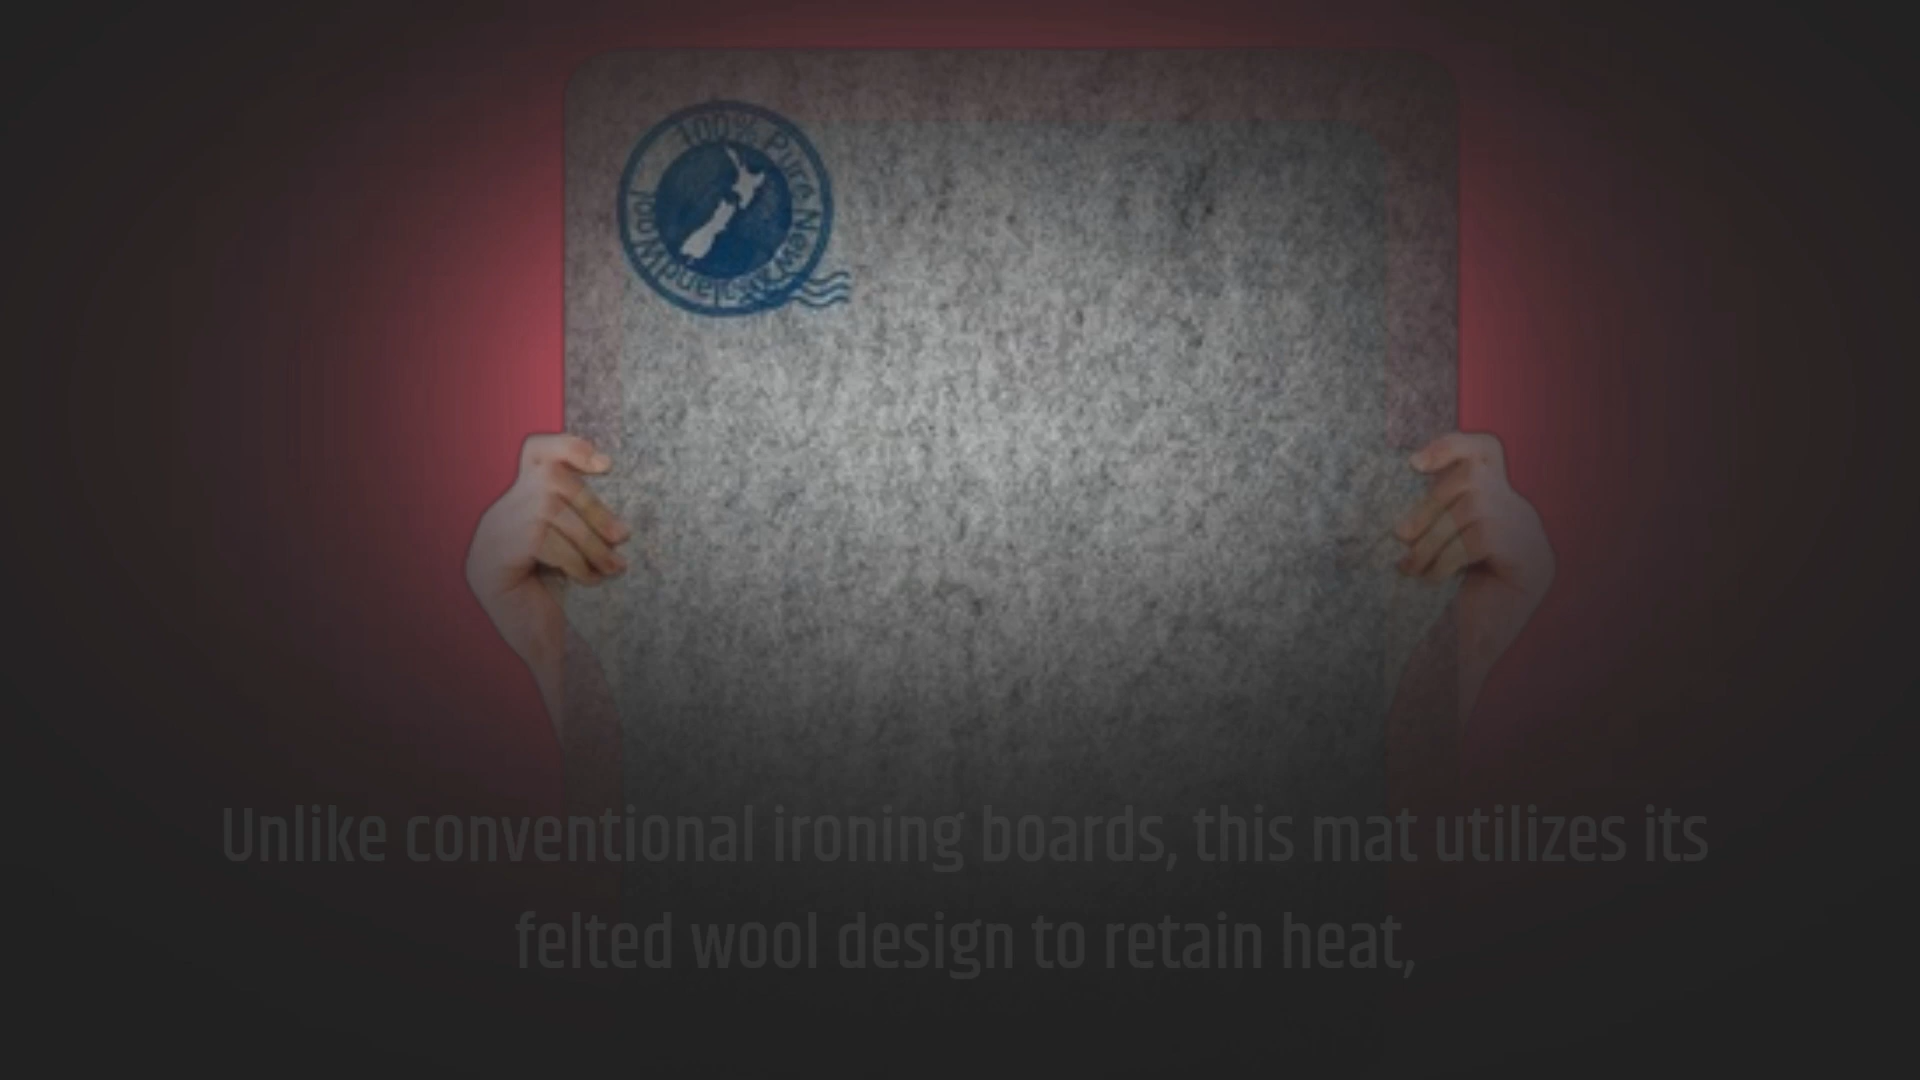 100% Pure New Zealand Wool
Unlike conventional ironing boards, this mat utilizes its
felted wool design to retain heat,